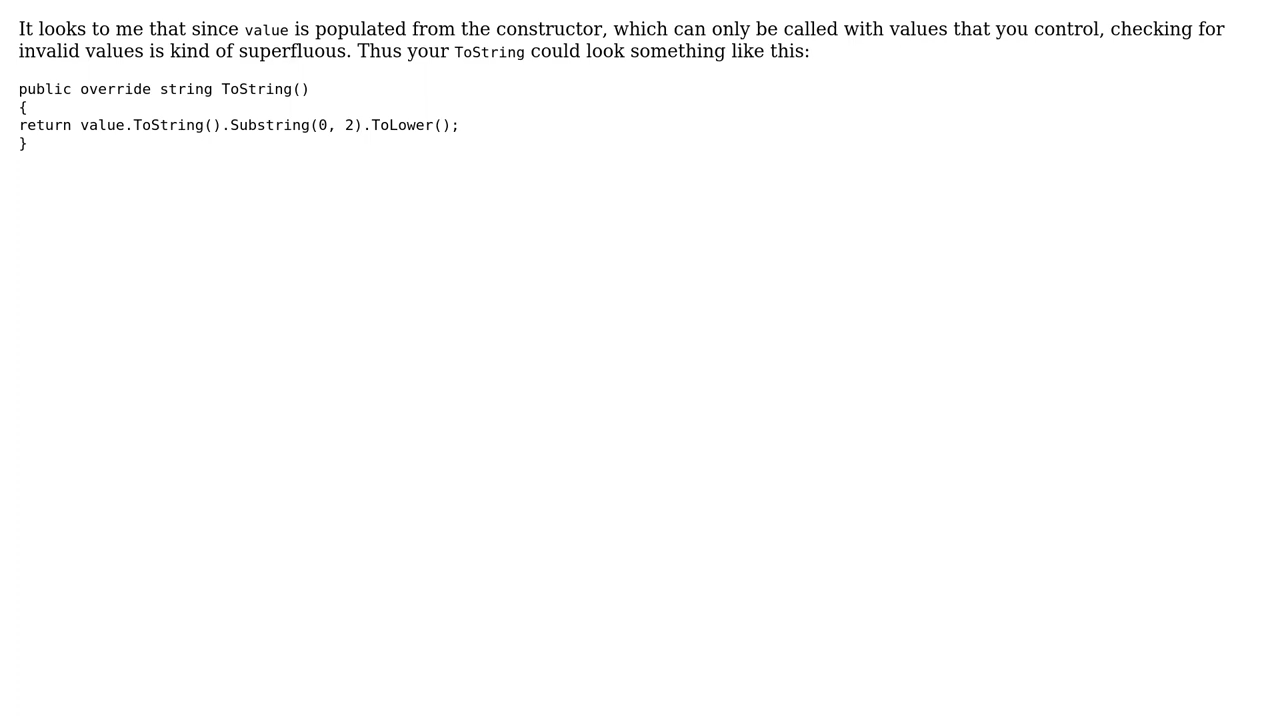 It looks to me that since value is populated from the constructor, which can only be called with values that you control, checking for
invalid values is kind of superfluous. Thus your ToString could look something like this:
public override string ToString()
{
return value.ToString().Substring(0, 2).ToLower();
}